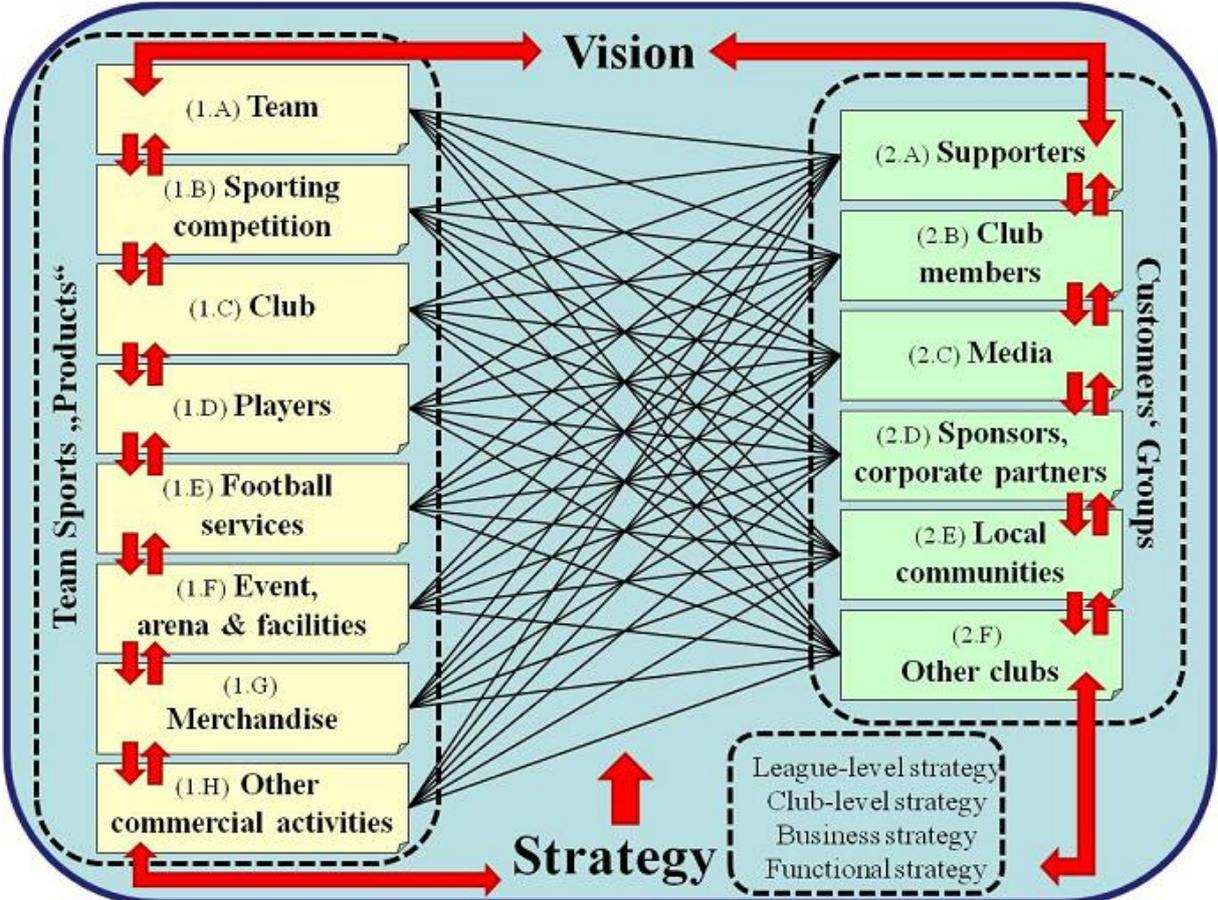 Vision
Team Sports „Products“
(1.A) Team
(1.B) Sporting
competition
(1.C) Club
(1.D) Players
(1.E) Football
services
(1.F) Event,
arena & facilities
(1.G)
Merchandise
(1.H) Other
commercial activities
(2.A) Supporters
(2.B) Club
members
(2.C) Media
(2.D) Sponsors,
corporate partners
(2.E) Local
communities
(2.F)
Other clubs
Customers‘ Groups
Strategy
League-level strategy
Club-level strategy
Business strategy
Functional strategy